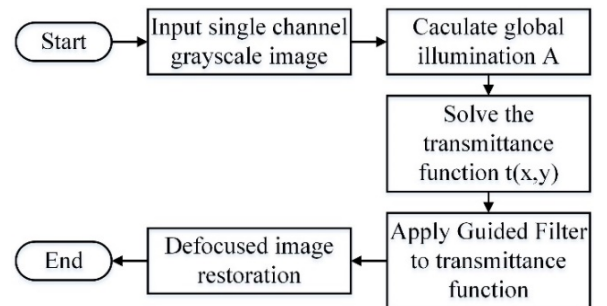 Start
Input single channel
grayscale image
Caculate global
illumination A
Solve the
transmittance
function t(x,y)
Apply Guided Filter
to transmittance
function
Defocused image
restoration
End